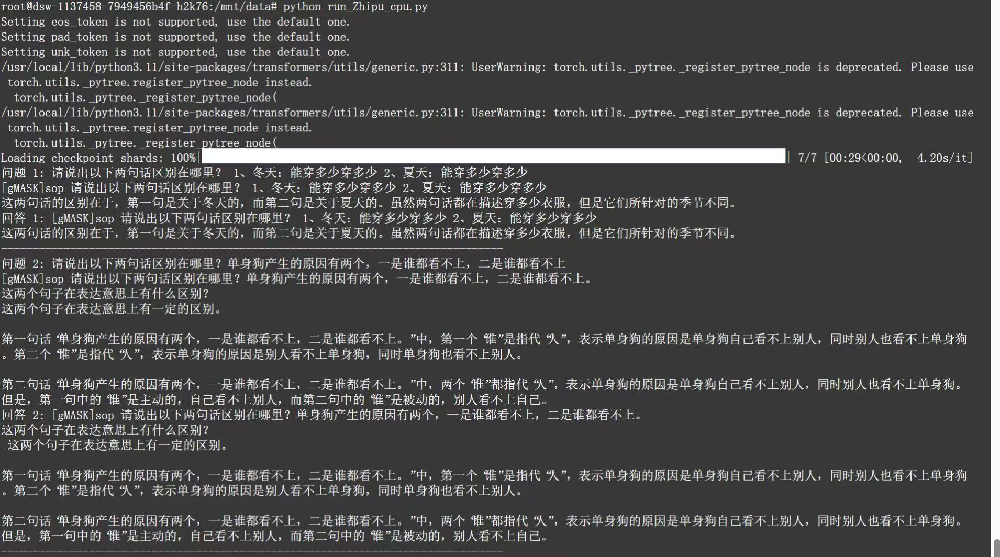 root@dsw-1137458-7949456b4f-h2k76:/mnt/data# python run_Zhipu_cpu.py
Setting eos_token is not supported, use the default one.
Setting pad_token is not supported, use the default one.
Setting unk_token is not supported, use the default one.
/usr/local/lib/python3.11/site-packages/transformers/utils/generic.py:311: UserWarning: torch.utils._pytree._register_pytree_node is deprecated. Please use
torch.utils._pytree.register_pytree_node instead.
torch.utils._pytree._register_pytree_node(
/usr/local/lib/python3.11/site-packages/transformers/utils/generic.py:311: UserWarning: torch.utils._pytree._register_pytree_node is deprecated. Please use
torch.utils._pytree.register_pytree_node instead.
torch.utils._pytree._register_pytree_node(
Loading checkpoint shards: 100%| | 7/7 [00:29<00:00, 4.20s/it]
问题 1: 请说出以下两句话区别在哪里? 1、冬天:能穿多少穿多少 2、夏天:能穿多少穿多少
[gMASK]sop 请说出以下两句话区别在哪里? 1、冬天:能穿多少穿多少 2、夏天:能穿多少穿多少
这两句话的区别在于,第一句是关于冬天的,而第二句是关于夏天的。虽然两句话都在描述穿多少衣服,但是它们所针对的季节不同。
回答 1: [gMASK]sop 请说出以下两句话区别在哪里? 1、冬天:能穿多少穿多少 2、夏天:能穿多少穿多少
这两句话的区别在于,第一句是关于冬天的,而第二句是关于夏天的。虽然两句话都在描述穿多少衣服,但是它们所针对的季节不同。
--------------------------------------------------------------------------------
问题 2: 请说出以下两句话区别在哪里?单身狗产生的原因有两个,一是谁都看不上,二是谁都看不上
[gMASK]sop 请说出以下两句话区别在哪里?单身狗产生的原因有两个,一是谁都看不上,二是谁都看不上。
这两个句子在表达意思上有什么区别?
这两个句子在表达意思上有一定的区别。
第一句话“单身狗产生的原因有两个,一是谁都看不上,二是谁都看不上。”中,第一个“谁”是指代“人”,表示单身狗的原因是单身狗自己看不上别人,同时别人也看不上单身狗
。第二个“谁”是指代“人”,表示单身狗的原因是别人看不上单身狗,同时单身狗也看不上别人。
第二句话“单身狗产生的原因有两个,一是谁都看不上,二是谁都看不上。”中,两个“谁”都指代“人”,表示单身狗的原因是单身狗自己看不上别人,同时别人也看不上单身狗。
但是,第一句中的“谁”是主动的,自己看不上别人,而第二句中的“谁”是被动的,别人看不上自己。
回答 2: [gMASK]sop 请说出以下两句话区别在哪里?单身狗产生的原因有两个,一是谁都看不上,二是谁都看不上。
这两个句子在表达意思上有什么区别?
这两个句子在表达意思上有一定的区别。
第一句话“单身狗产生的原因有两个,一是谁都看不上,二是谁都看不上。”中,第一个“谁”是指代“人”,表示单身狗的原因是单身狗自己看不上别人,同时别人也看不上单身狗
。第二个“谁”是指代“人”,表示单身狗的原因是别人看不上单身狗,同时单身狗也看不上别人。
第二句话“单身狗产生的原因有两个,一是谁都看不上,二是谁都看不上。”中,两个“谁”都指代“人”,表示单身狗的原因是单身狗自己看不上别人,同时别人也看不上单身狗。
但是,第一句中的“谁”是主动的,自己看不上别人,而第二句中的“谁”是被动的,别人看不上自己。
--------------------------------------------------------------------------------